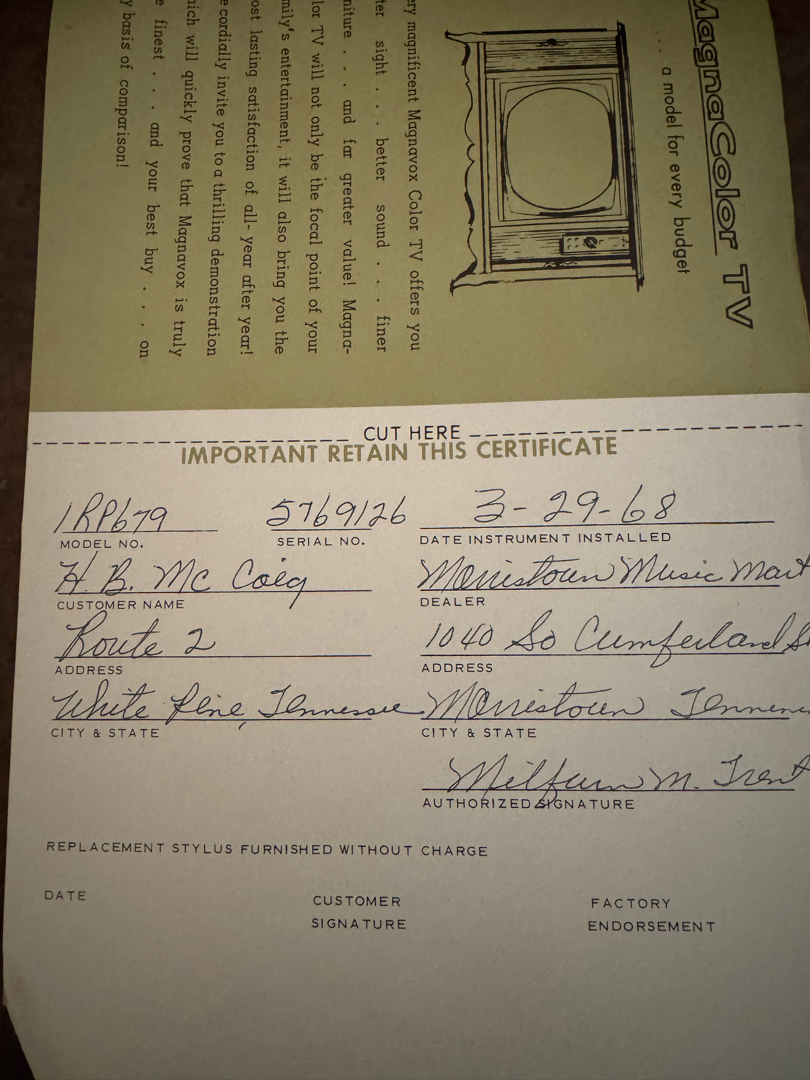 MagnaColor TV
. . . a model for every budget
ery magnificent Magnavox Color TV offers you
ter sight . . . better sound . . . finer
niture . . . and far greater value! Magna-
lor TV will not only be the focal point of your
mily's entertainment, it will also bring you the
ost lasting satisfaction of all- year after year!
e cordially invite you to a thrilling demonstration
hich will quickly prove that Magnavox is truly
e finest . . . and your best buy . . . on
y basis of comparison!
CUT HERE
IMPORTANT RETAIN THIS CERTIFICATE
1RP679 5769126 3-29-68
MODEL NO. SERIAL NO. DATE INSTRUMENT INSTALLED
H. B. Mc Coig Morristown Music Mart
CUSTOMER NAME DEALER
Route 2 1040 So Cumferland S
ADDRESS ADDRESS
White Pine, Tennessee Morristown Tennen
CITY & STATE CITY & STATE
M. Trent
AUTHORIZED SIGNATURE
REPLACEMENT STYLUS FURNISHED WITHOUT CHARGE
DATE CUSTOMER SIGNATURE FACTORY ENDORSEMENT